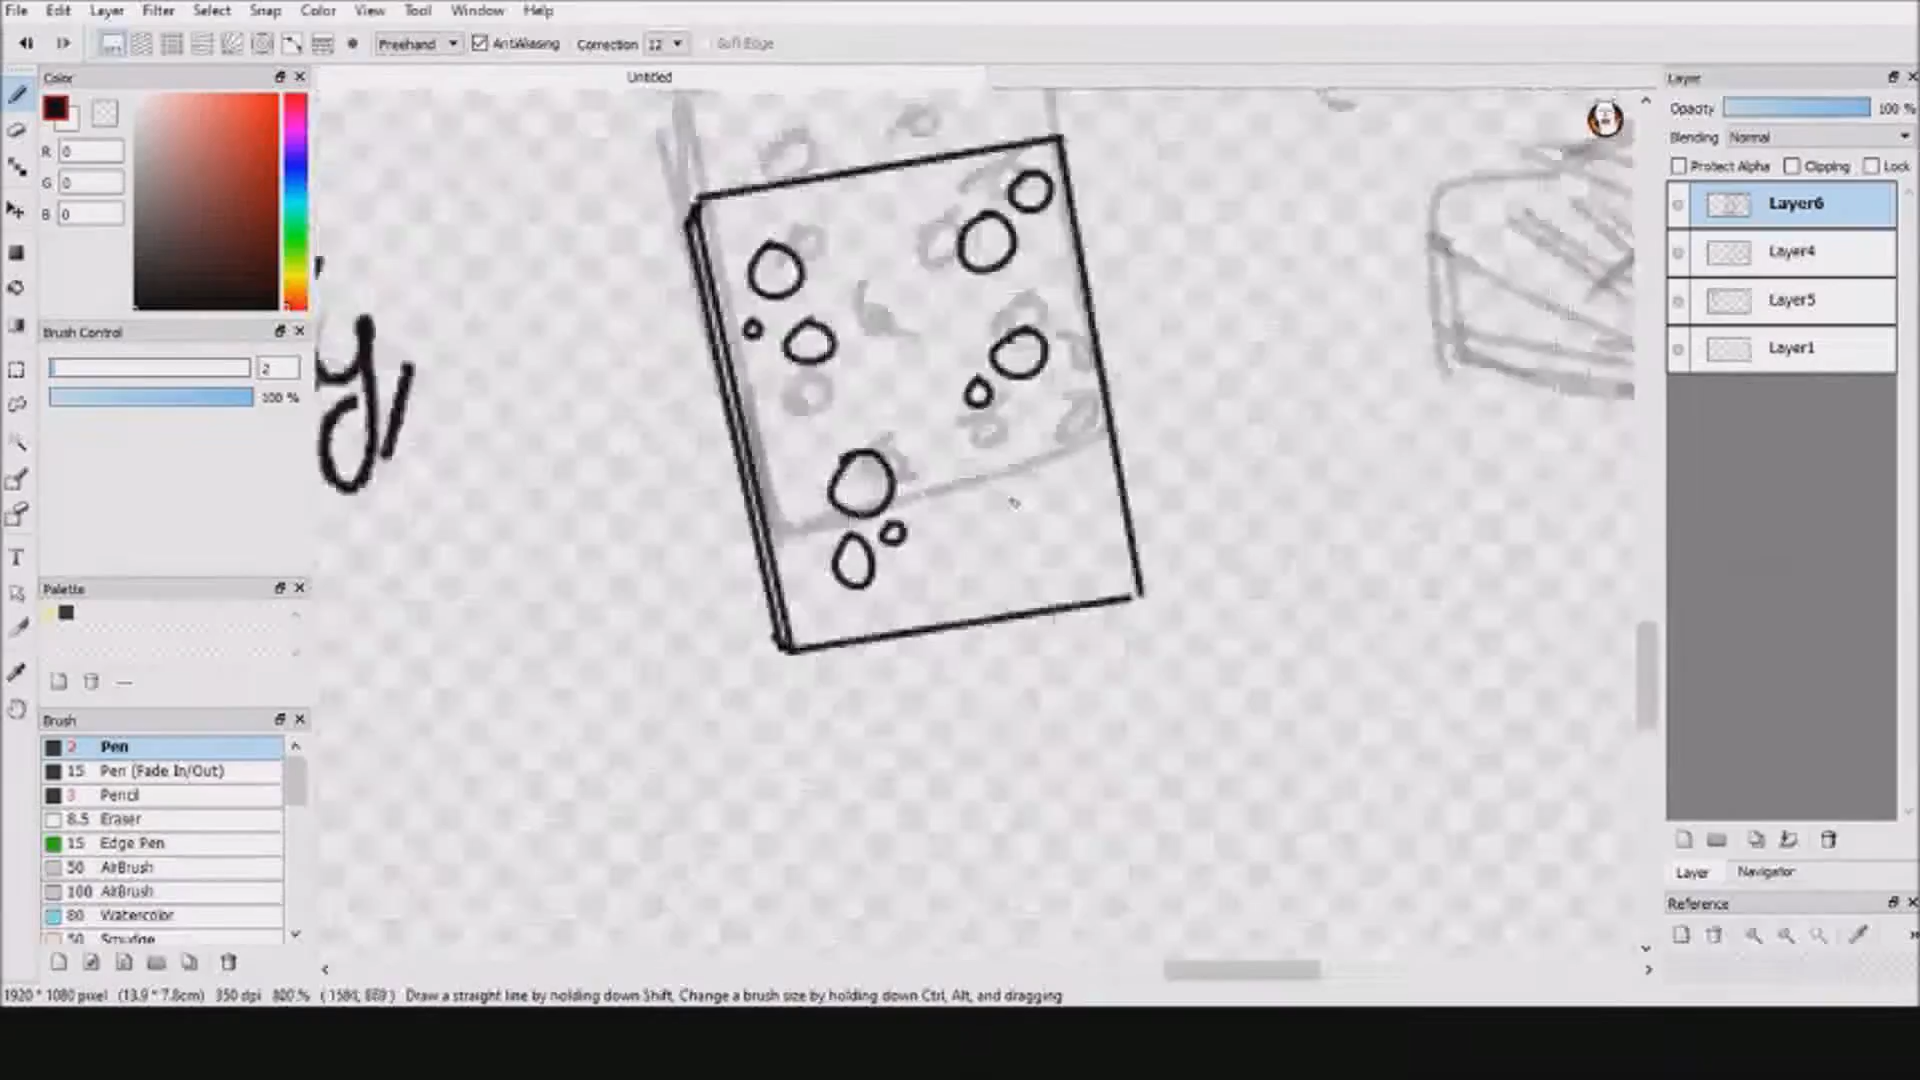 File Edit Layer Filter Select Snap Color View Tool Window Help
Freehand AntiAliasing Correction 12 Soft Edge
Color
R 0
G 0
B 0
Brush Control
2
100 %
Palette
Brush
2 Pen
15 Pen (Fade In/Out)
3 Pencil
8.5 Eraser
15 Edge Pen
50 AirBrush
100 AirBrush
80 Watercolor
50 Smudge
Untitled
y
Layer
Opacity 100 %
Blending Normal
Protect Alpha Clipping Lock
Layer6
Layer4
Layer5
Layer1
Layer Navigator
Reference
1920 * 1080 pixel (13.9 * 7.8cm) 350 dpi 800 % Draw a straight line by holding down Shift, Change a brush size by holding down Ctrl, Alt, and dragging